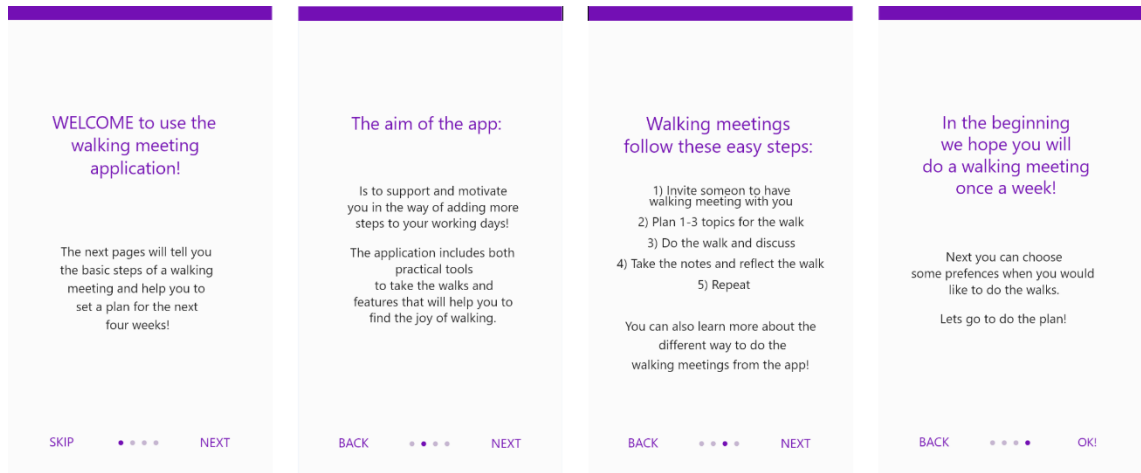 WELCOME to use the
walking meeting
application!
The next pages will tell you
the basic steps of a walking
meeting and help you to
set a plan for the next
four weeks!
SKIP
NEXT
The aim of the app:
Is to support and motivate
you in the way of adding more
steps to your working days!
The application includes both
practical tools
to take the walks and
features that will help you to
find the joy of walking.
BACK
NEXT
Walking meetings
follow these easy steps:
1) Invite someon to have
walking meeting with you
2) Plan 1-3 topics for the walk
3) Do the walk and discuss
4) Take the notes and reflect the walk
5) Repeat
You can also learn more about the
different way to do the
walking meetings from the app!
BACK
NEXT
In the beginning
we hope you will
do a walking meeting
once a week!
Next you can choose
some prefences when you would
like to do the walks.
Lets go to do the plan!
BACK
OK!